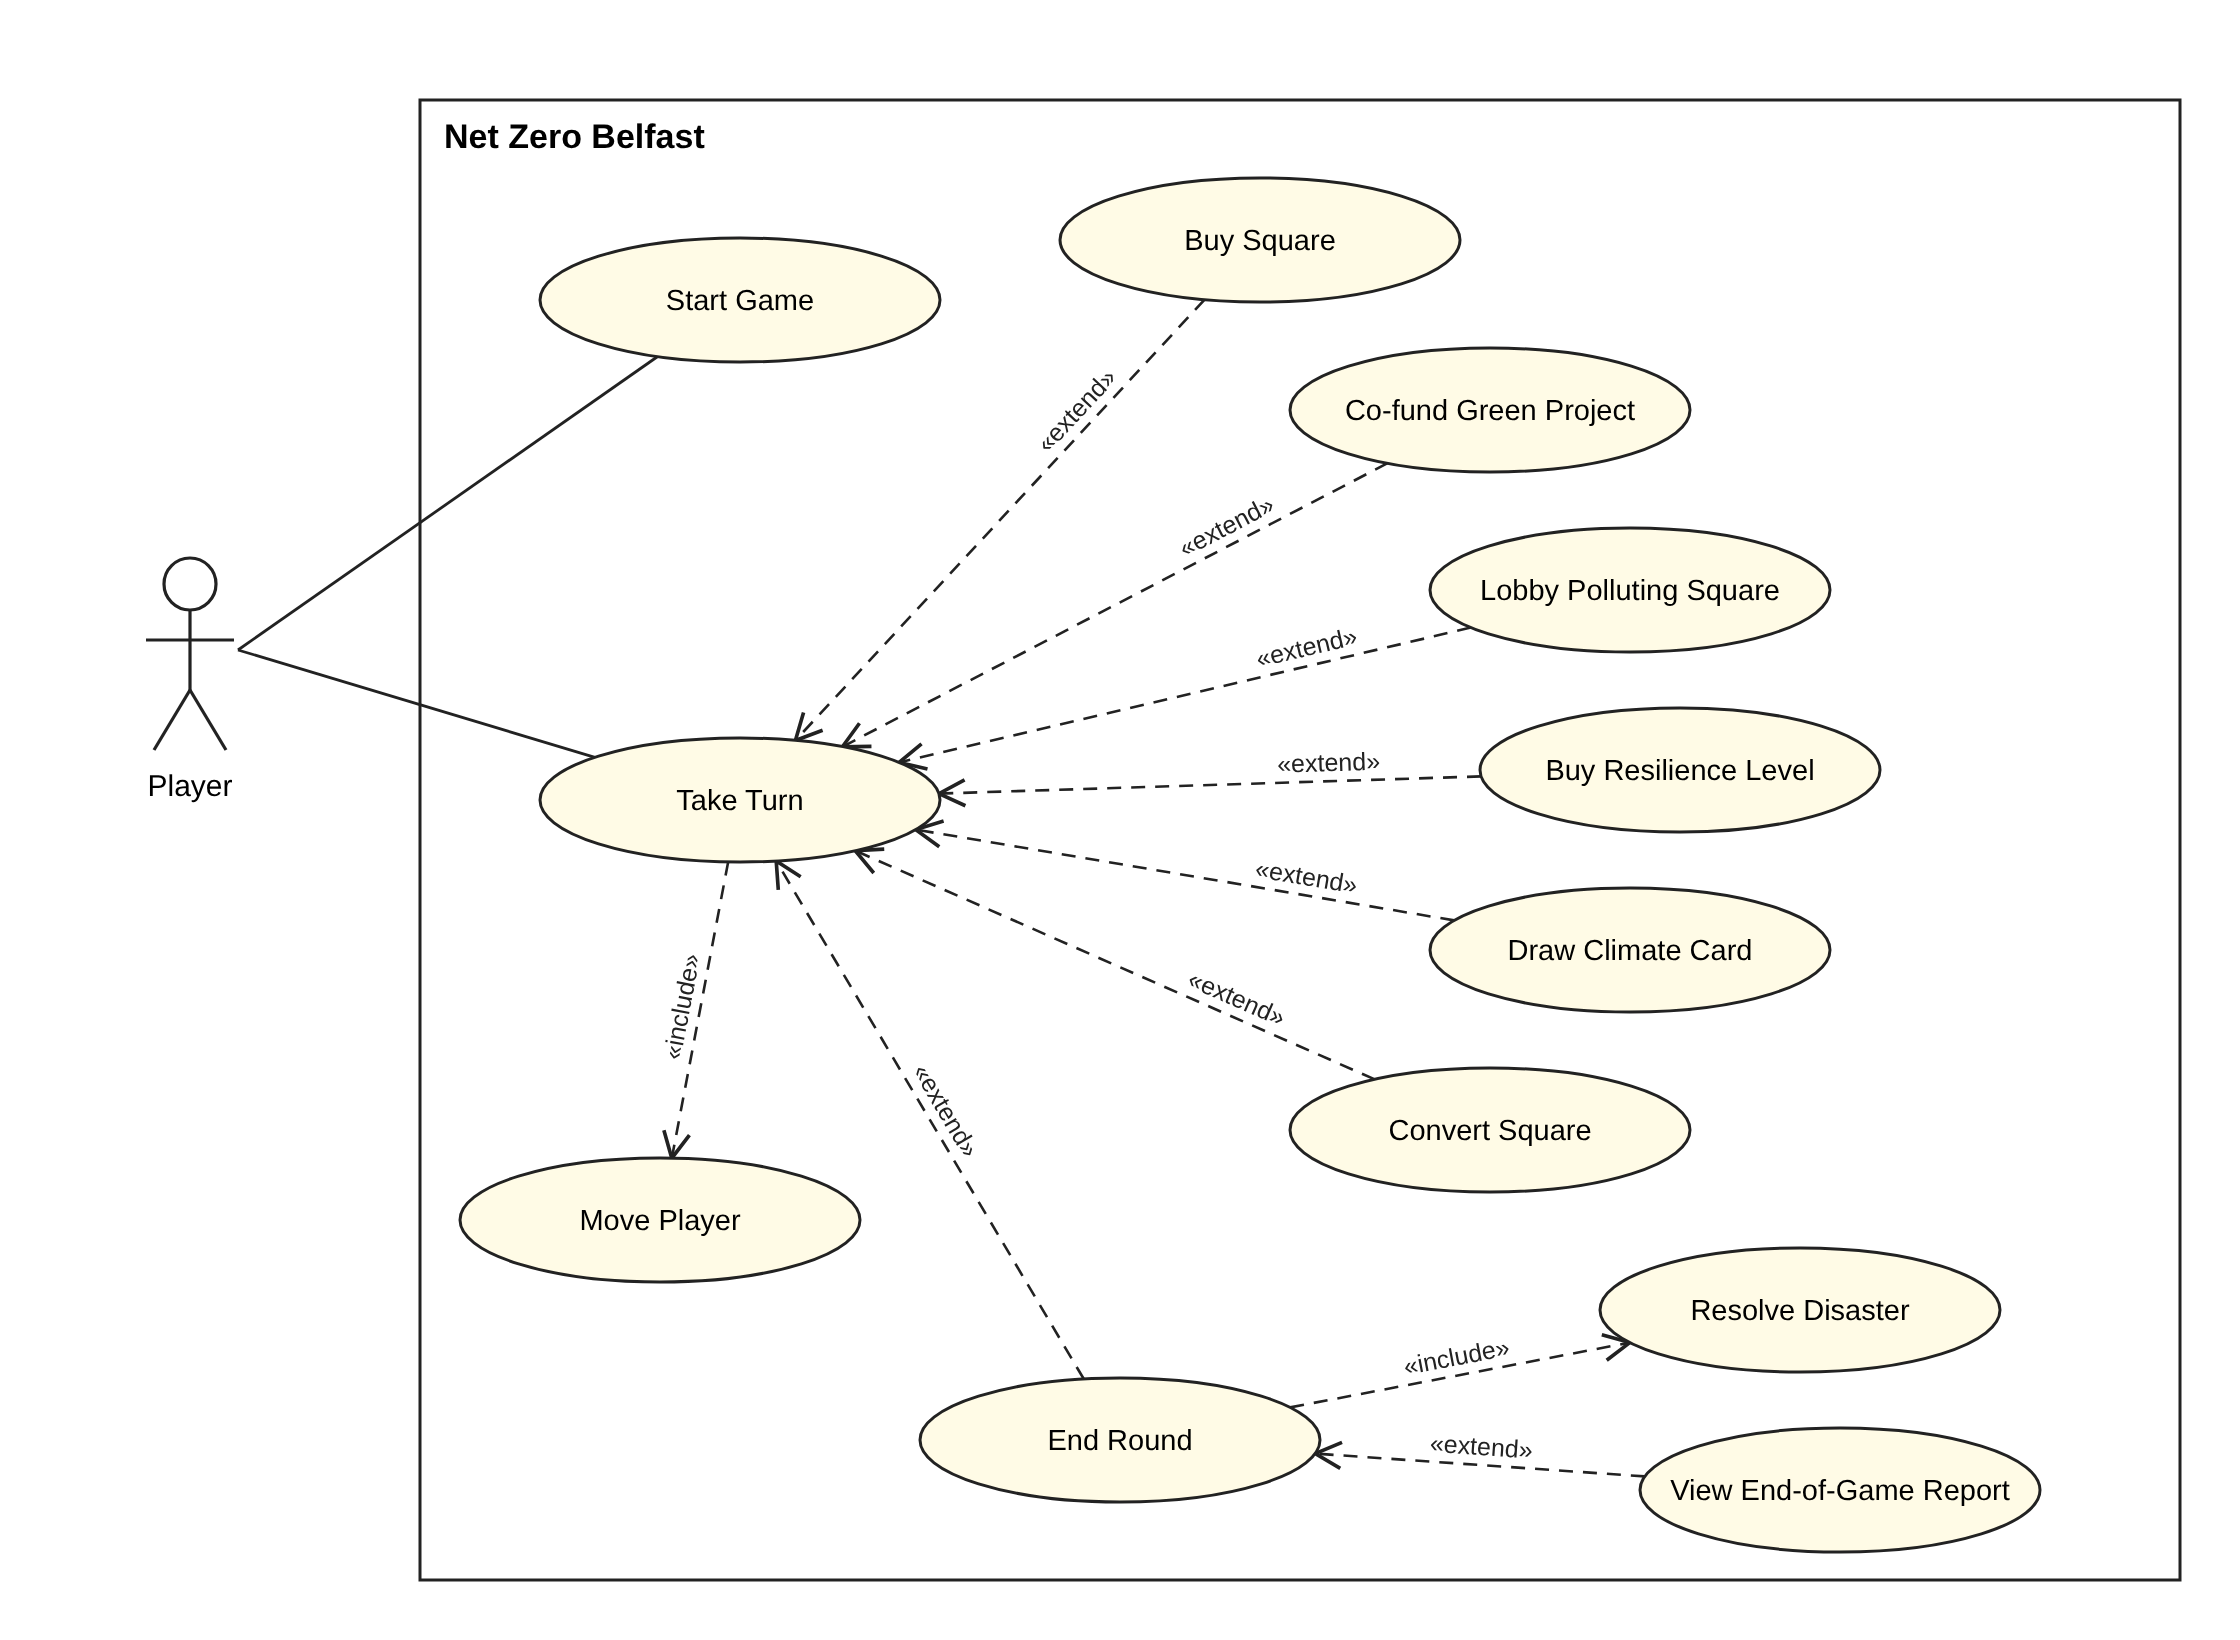 Net Zero Belfast
Buy Square
Start Game
«extend»
Co-fund Green Project
«extend»
Lobby Polluting Square
«extend»
Player
Take Turn
«extend»
Buy Resilience Level
«extend»
Draw Climate Card
«include»
«extend»
«extend»
Convert Square
Move Player
Resolve Disaster
«include»
End Round
«extend»
View End-of-Game Report